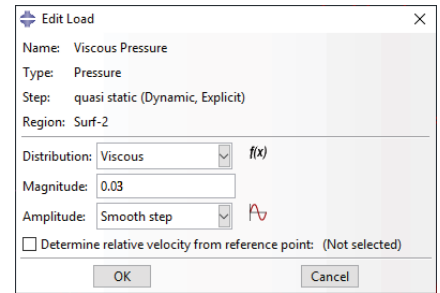 Edit Load
Name: Viscous Pressure
Type: Pressure
Step: quasi static (Dynamic, Explicit)
Region: Surf-2
Distribution: Viscous f(x)
Magnitude: 0.03
Amplitude: Smooth step
Determine relative velocity from reference point: (Not selected)
OK Cancel